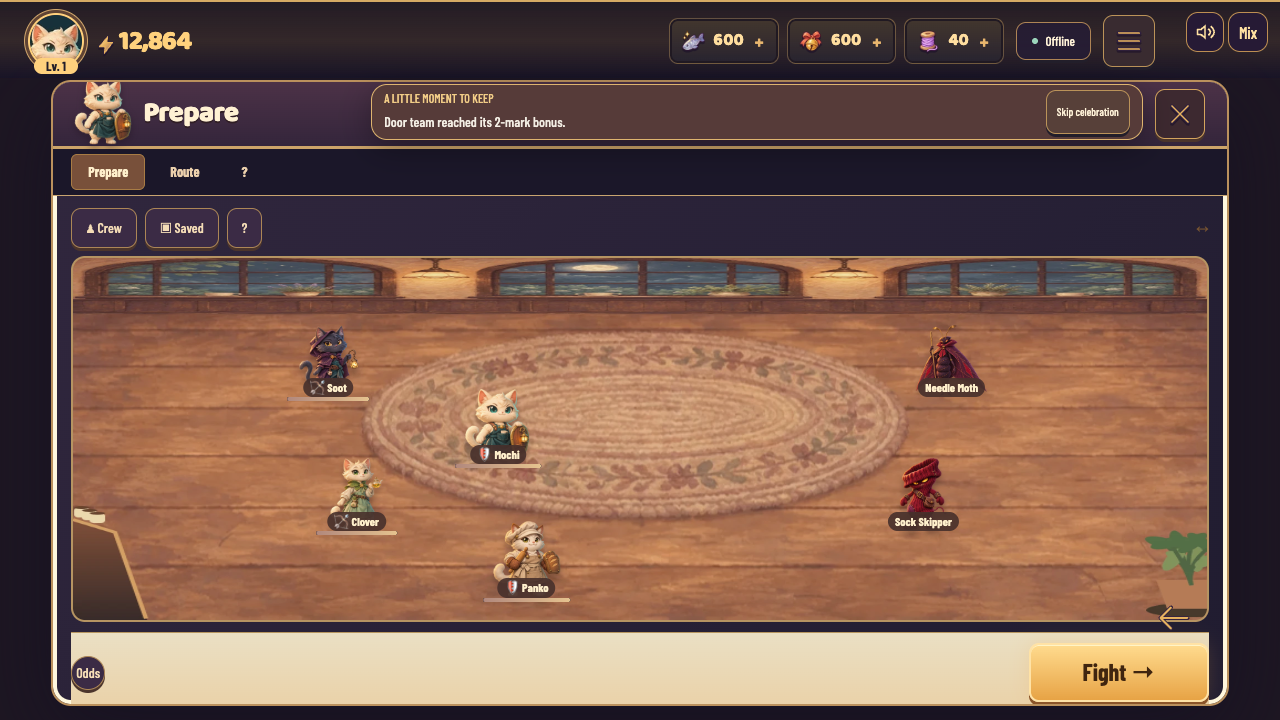 Lv. 1
12,864
600 +
600 +
40 +
Offline
Mix
Prepare
A LITTLE MOMENT TO KEEP
Door team reached its 2-mark bonus.
Skip celebration
Prepare
Route
?
Crew
Saved
?
Soot
Needle Moth
Mochi
Clover
Sock Skipper
Panko
Odds
Fight →